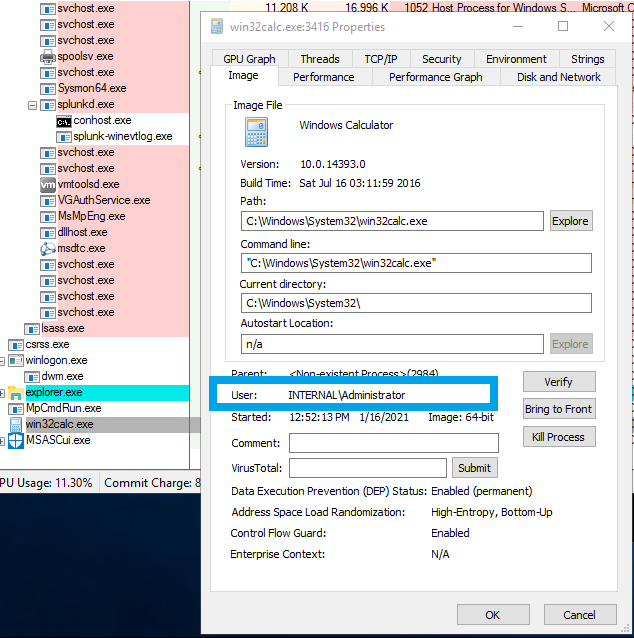 svchost.exe
svchost.exe
svchost.exe
spoolsv.exe
svchost.exe
Sysmon64.exe
splunkd.exe
conhost.exe
splunk-winevtlog.exe
svchost.exe
svchost.exe
vmtoolsd.exe
VGAuthService.exe
MsMpEng.exe
dllhost.exe
msdtc.exe
svchost.exe
svchost.exe
svchost.exe
svchost.exe
lsass.exe
csrss.exe
winlogon.exe
dwm.exe
explorer.exe
MpCmdRun.exe
win32calc.exe
MSASCui.exe
PU Usage: 11.30% Commit Charge: 8
11,208 K 16,996 K 1052 Host Process for Windows S... Microsoft C
win32calc.exe:3416 Properties
GPU Graph Threads TCP/IP Security Environment Strings
Image Performance Performance Graph Disk and Network
Image File
Windows Calculator
Version: 10.0.14393.0
Build Time: Sat Jul 16 03:11:59 2016
Path:
C:\Windows\System32\win32calc.exe Explore
Command line:
"C:\Windows\System32\win32calc.exe"
Current directory:
C:\Windows\System32\
Autostart Location:
n/a Explore
Parent: <Non-existent Process>(2984)
User: INTERNAL\Administrator
Started: 12:52:13 PM 1/16/2021 Image: 64-bit
Comment:
VirusTotal: Submit
Verify
Bring to Front
Kill Process
Data Execution Prevention (DEP) Status: Enabled (permanent)
Address Space Load Randomization: High-Entropy, Bottom-Up
Control Flow Guard: Enabled
Enterprise Context: N/A
OK Cancel